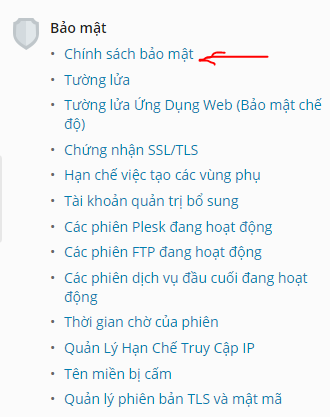 Bảo mật
• Chính sách bảo mật
• Tường lửa
• Tường lửa Ứng Dụng Web (Bảo mật chế
độ)
• Chứng nhận SSL/TLS
• Hạn chế việc tạo các vùng phụ
• Tài khoản quản trị bổ sung
• Các phiên Plesk đang hoạt động
• Các phiên FTP đang hoạt động
• Các phiên dịch vụ đầu cuối đang hoạt
động
• Thời gian chờ của phiên
• Quản Lý Hạn Chế Truy Cập IP
• Tên miền bị cấm
• Quản lý phiên bản TLS và mật mã